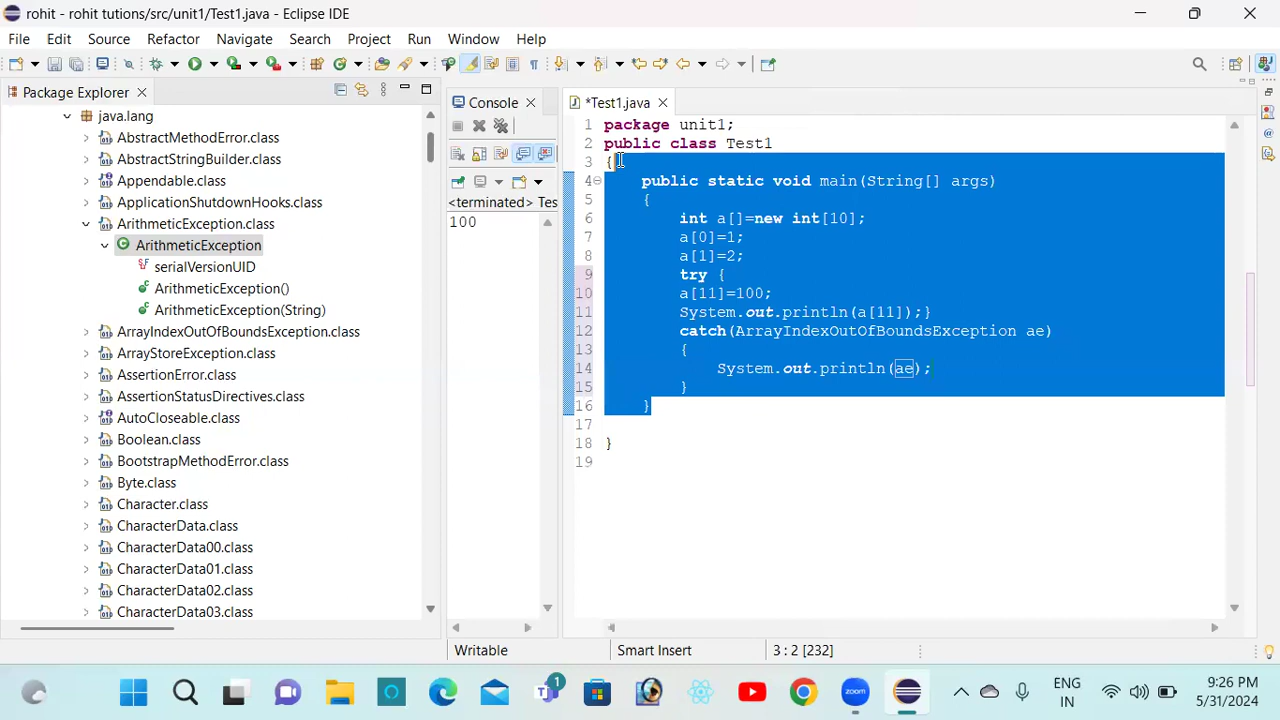 rohit - rohit tutions/src/unit1/Test1.java - Eclipse IDE
File Edit Source Refactor Navigate Search Project Run Window Help
Package Explorer
java.lang
AbstractMethodError.class
AbstractStringBuilder.class
Appendable.class
ApplicationShutdownHooks.class
ArithmeticException.class
ArithmeticException
serialVersionUID
ArithmeticException()
ArithmeticException(String)
ArrayIndexOutOfBoundsException.class
ArrayStoreException.class
AssertionError.class
AssertionStatusDirectives.class
AutoCloseable.class
Boolean.class
BootstrapMethodError.class
Byte.class
Character.class
CharacterData.class
CharacterData00.class
CharacterData01.class
CharacterData02.class
CharacterData03.class
Console
<terminated> Tes
100
*Test1.java
1 package unit1;
2 public class Test1
3 {
4 public static void main(String[] args)
5 {
6 int a[]=new int[10];
7 a[0]=1;
8 a[1]=2;
9 try {
10 a[11]=100;
11 System.out.println(a[11]);}
12 catch(ArrayIndexOutOfBoundsException ae)
13 {
14 System.out.println(ae);
15 }
16 }
17
18 }
19
Writable Smart Insert 3 : 2 [232]
1
zoom
ENG
IN
9:26 PM
5/31/2024